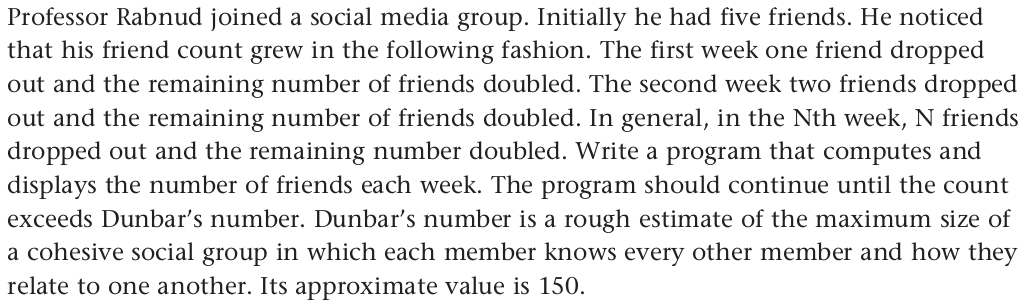 Professor Rabnud joined a social media group. Initially he had five friends. He noticed
that his friend count grew in the following fashion. The first week one friend dropped
out and the remaining number of friends doubled. The second week two friends dropped
out and the remaining number of friends doubled. In general, in the Nth week, N friends
dropped out and the remaining number doubled. Write a program that computes and
displays the number of friends each week. The program should continue until the count
exceeds Dunbar’s number. Dunbar’s number is a rough estimate of the maximum size of
a cohesive social group in which each member knows every other member and how they
relate to one another. Its approximate value is 150.